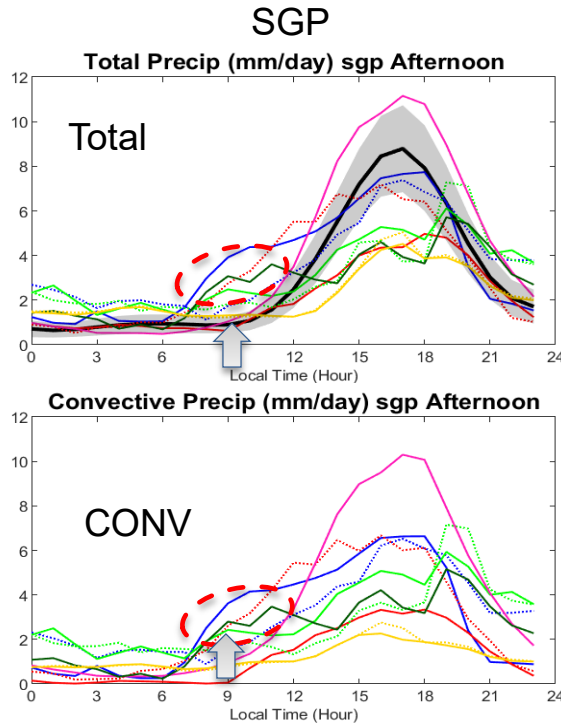 SGP
Total Precip (mm/day) sgp Afternoon
12
10
8
6
4
2
0
Total
0 3 6 9 12 15 18 21 24
Local Time (Hour)
Convective Precip (mm/day) sgp Afternoon
12
10
8
6
4
2
0
CONV
0 3 6 9 12 15 18 21 24
Local Time (Hour)